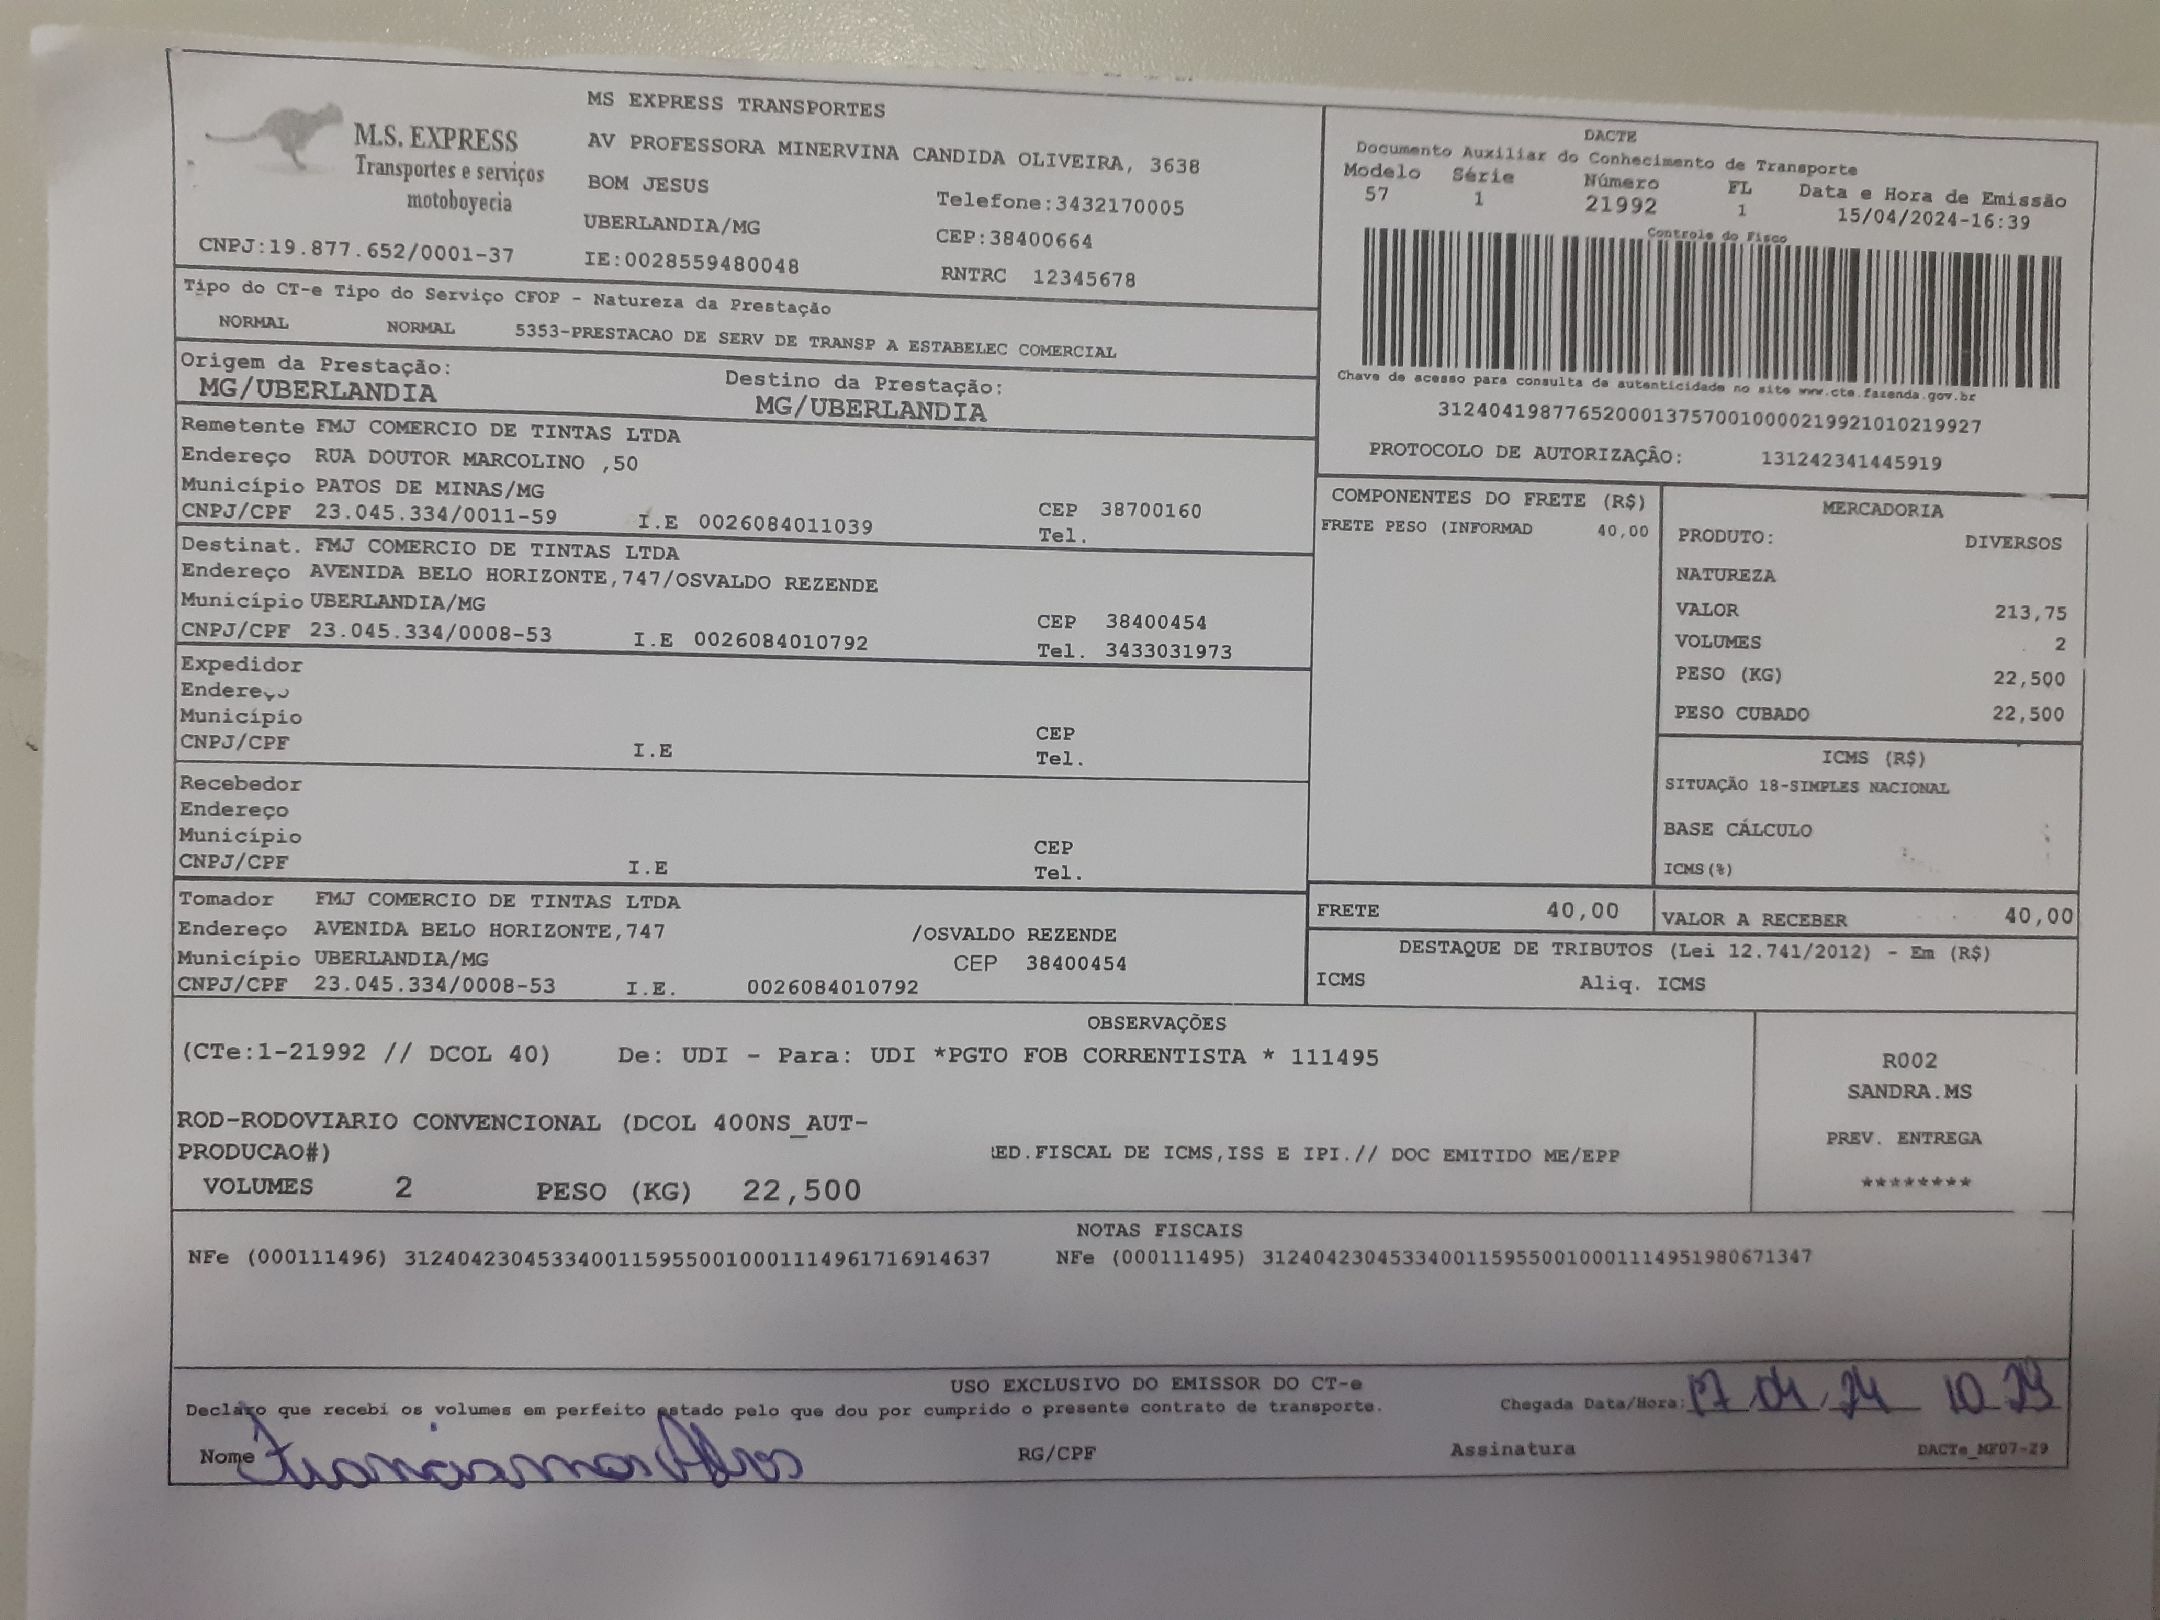 M.S. EXPRESS
Transportes e serviços
motoboyecia
CNPJ:19.877.652/0001-37
MS EXPRESS TRANSPORTES
AV PROFESSORA MINERVINA CANDIDA OLIVEIRA, 3638
BOM JESUS
Telefone:3432170005
UBERLANDIA/MG
CEP:38400664
IE:0028559480048
RNTRC 12345678
DACTE
Documento Auxiliar do Conhecimento de Transporte
Modelo Série Número FL Data e Hora de Emissão
57 1 21992 1 15/04/2024-16:39
Controle do Fisco
Chave de acesso para consulta de autenticidade no site www.cte.fazenda.gov.br
31240419877652000137570010000219921010219927
PROTOCOLO DE AUTORIZAÇÃO: 131242341445919
Tipo do CT-e Tipo do Serviço CFOP - Natureza da Prestação
NORMAL NORMAL 5353-PRESTACAO DE SERV DE TRANSP A ESTABELEC COMERCIAL
Origem da Prestação: Destino da Prestação:
MG/UBERLANDIA MG/UBERLANDIA
Remetente FMJ COMERCIO DE TINTAS LTDA
Endereço RUA DOUTOR MARCOLINO ,50
Município PATOS DE MINAS/MG CEP 38700160
CNPJ/CPF 23.045.334/0011-59 I.E 0026084011039 Tel.
Destinat. FMJ COMERCIO DE TINTAS LTDA
Endereço AVENIDA BELO HORIZONTE,747/OSVALDO REZENDE
Município UBERLANDIA/MG CEP 38400454
CNPJ/CPF 23.045.334/0008-53 I.E 0026084010792 Tel. 3433031973
Expedidor
Endereço
Município CEP
CNPJ/CPF I.E Tel.
Recebedor
Endereço
Município CEP
CNPJ/CPF I.E Tel.
Tomador FMJ COMERCIO DE TINTAS LTDA
Endereço AVENIDA BELO HORIZONTE,747 /OSVALDO REZENDE
Município UBERLANDIA/MG CEP 38400454
CNPJ/CPF 23.045.334/0008-53 I.E. 0026084010792
COMPONENTES DO FRETE (R$)
FRETE PESO (INFORMAD 40,00
MERCADORIA
PRODUTO: DIVERSOS
NATUREZA
VALOR 213,75
VOLUMES 2
PESO (KG) 22,500
PESO CUBADO 22,500
ICMS (R$)
SITUAÇÃO 18-SIMPLES NACIONAL
BASE CÁLCULO
ICMS(%)
FRETE 40,00 VALOR A RECEBER 40,00
DESTAQUE DE TRIBUTOS (Lei 12.741/2012) - Em (R$)
ICMS Aliq. ICMS
OBSERVAÇÕES
(CTe:1-21992 // DCOL 40) De: UDI - Para: UDI *PGTO FOB CORRENTISTA * 111495
ROD-RODOVIARIO CONVENCIONAL (DCOL 400NS_AUT-
PRODUCAO#) ED.FISCAL DE ICMS,ISS E IPI.// DOC EMITIDO ME/EPP
VOLUMES 2 PESO (KG) 22,500
R002
SANDRA.MS
PREV. ENTREGA
********
NOTAS FISCAIS
NFe (000111496) 31240423045334001159550010001114961716914637 NFe (000111495) 31240423045334001159550010001114951980671347
USO EXCLUSIVO DO EMISSOR DO CT-e
Declaro que recebi os volumes em perfeito estado pelo que dou por cumprido o presente contrato de transporte. Chegada Data/Hora: 17 04 24
Nome RG/CPF Assinatura DACTe_MF07-Z9